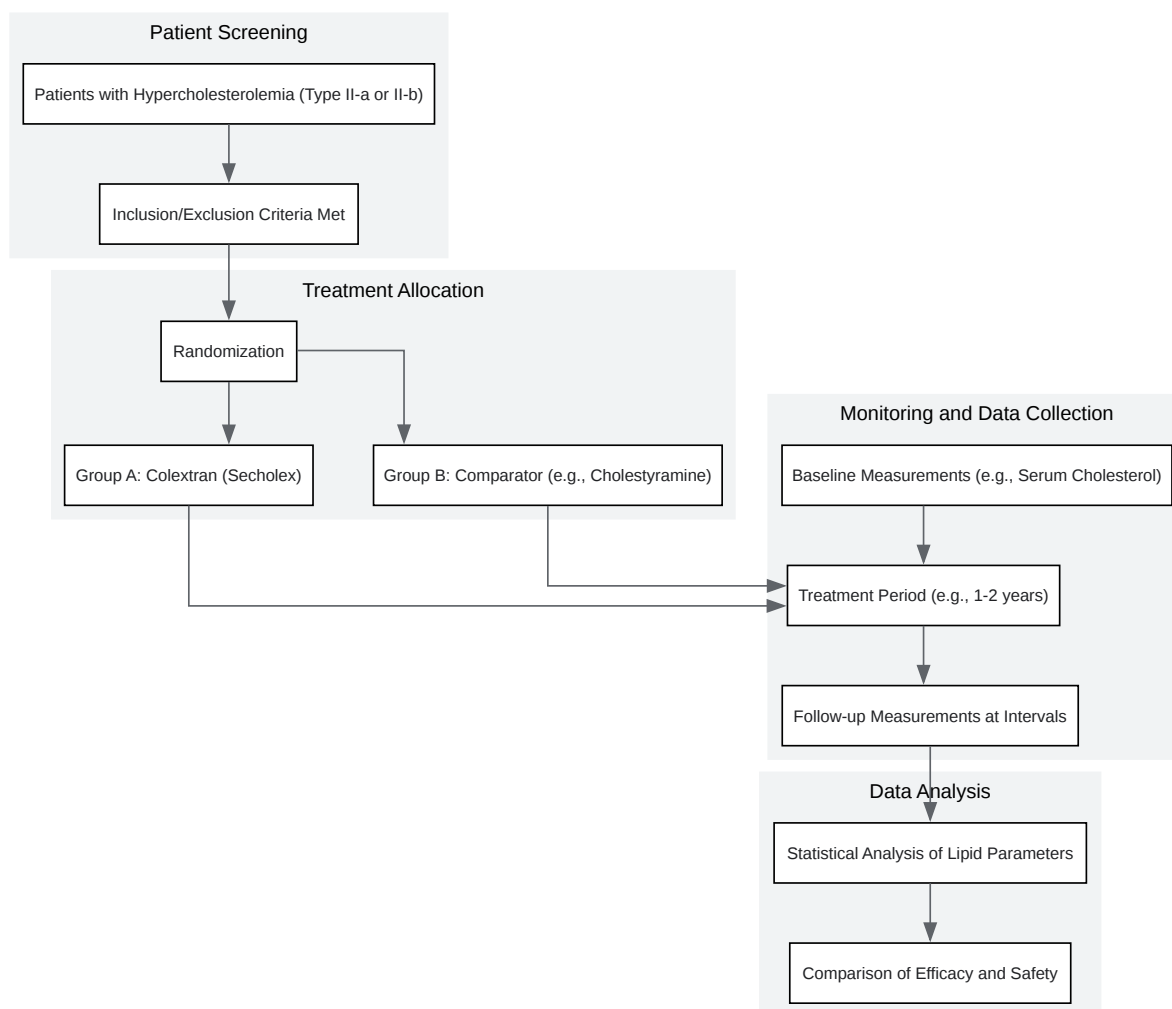 Patient Screening
Patients with Hypercholesterolemia (Type II-a or II-b)
Inclusion/Exclusion Criteria Met
Treatment Allocation
Randomization
Group A: Colextran (Secholex)
Group B: Comparator (e.g., Cholestyramine)
Monitoring and Data Collection
Baseline Measurements (e.g., Serum Cholesterol)
Treatment Period (e.g., 1-2 years)
Follow-up Measurements at Intervals
Data Analysis
Statistical Analysis of Lipid Parameters
Comparison of Efficacy and Safety